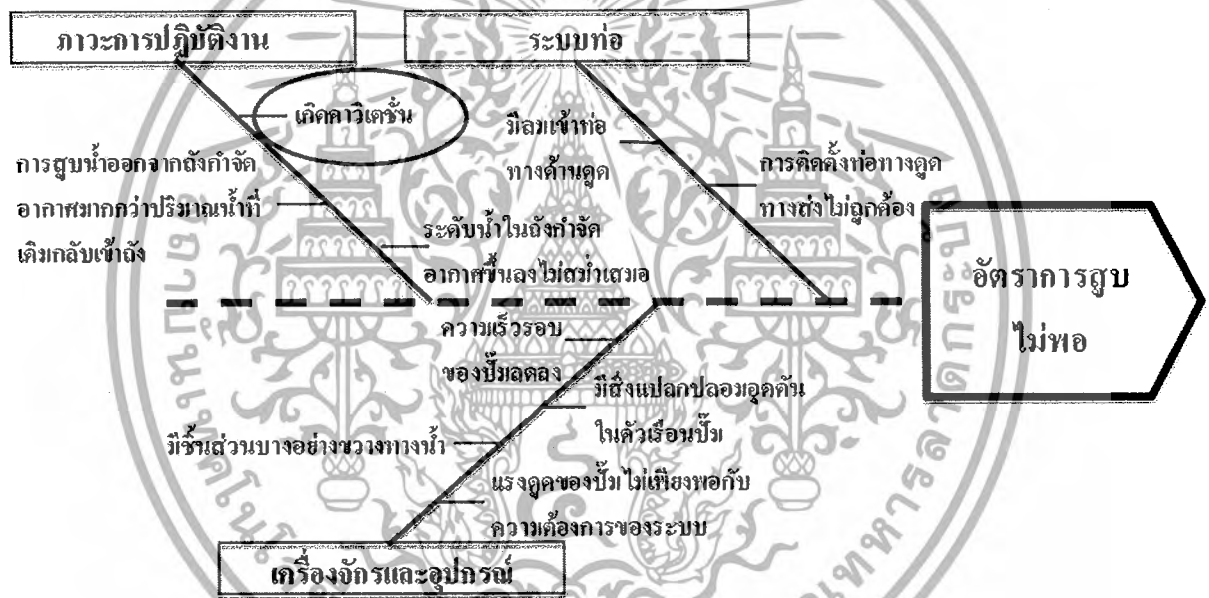 ภาวะการปฏิบัติงาน
ระบบท่อ
เกิดคาวิเตชั่น
การสูบน้ำออกจากถังกำจัด
อากาศมากกว่าปริมาณน้ำที่
เติมกลับเข้าถัง
ระดับน้ำในถังกำจัด
อากาศขึ้นลงไม่สม่ำเสมอ
มีลมเข้าท่อ
ทางด้านดูด
การติดตั้งท่อทางดูด
ทางส่งไม่ถูกต้อง
อัตราการสูบ
ไม่พอ
ความเร็วรอบ
ของปั๊มลดลง
มีสิ่งแปลกปลอมอุดตัน
ในตัวเรือนปั๊ม
มีชิ้นส่วนบางอย่างขวางทางน้ำ
แรงดูดของปั๊มไม่เพียงพอกับ
ความต้องการของระบบ
เครื่องจักรและอุปกรณ์